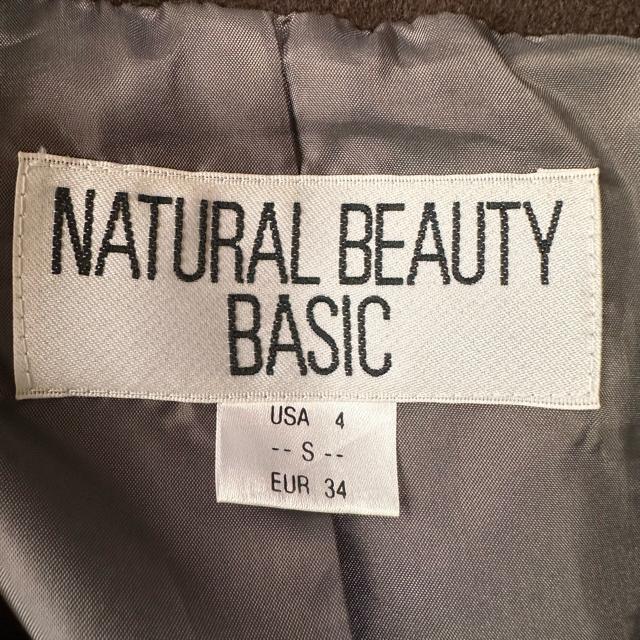 NATURAL BEAUTY
BASIC
USA 4
-- S --
EUR 34